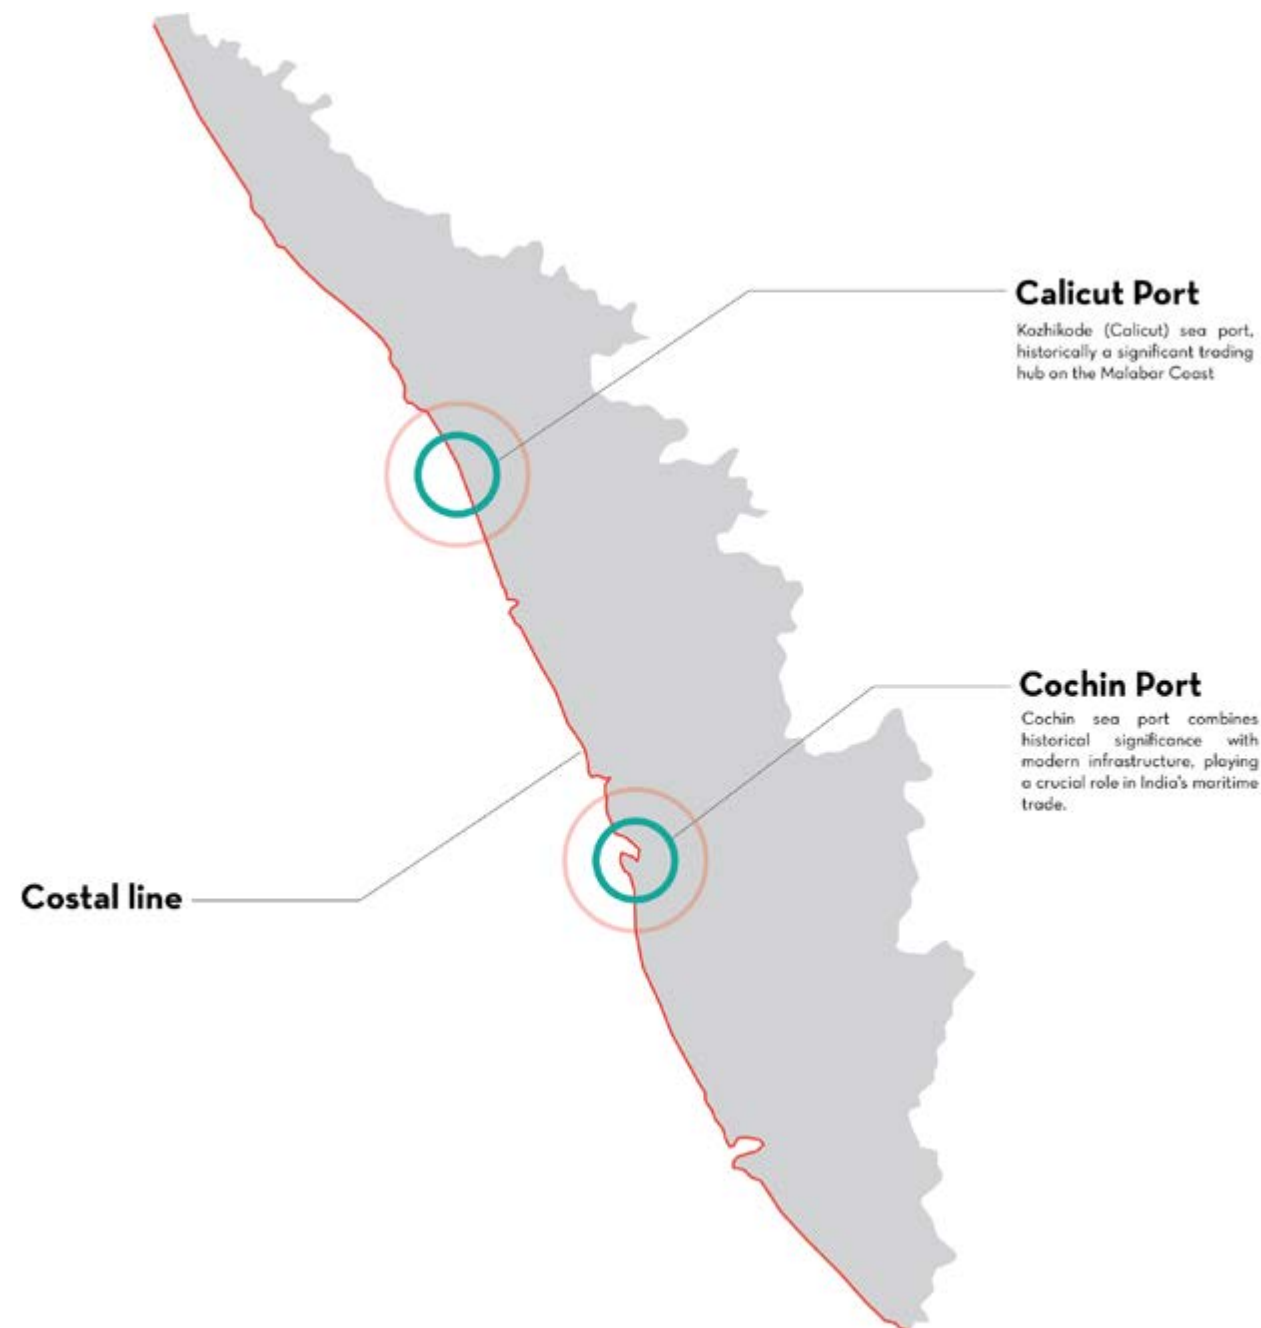 Calicut Port
Kozhikode (Calicut) sea port,
historically a significant trading
hub on the Malabar Coast
Cochin Port
Cochin sea port combines
historical significance with
modern infrastructure, playing
a crucial role in India's maritime
trade.
Costal line